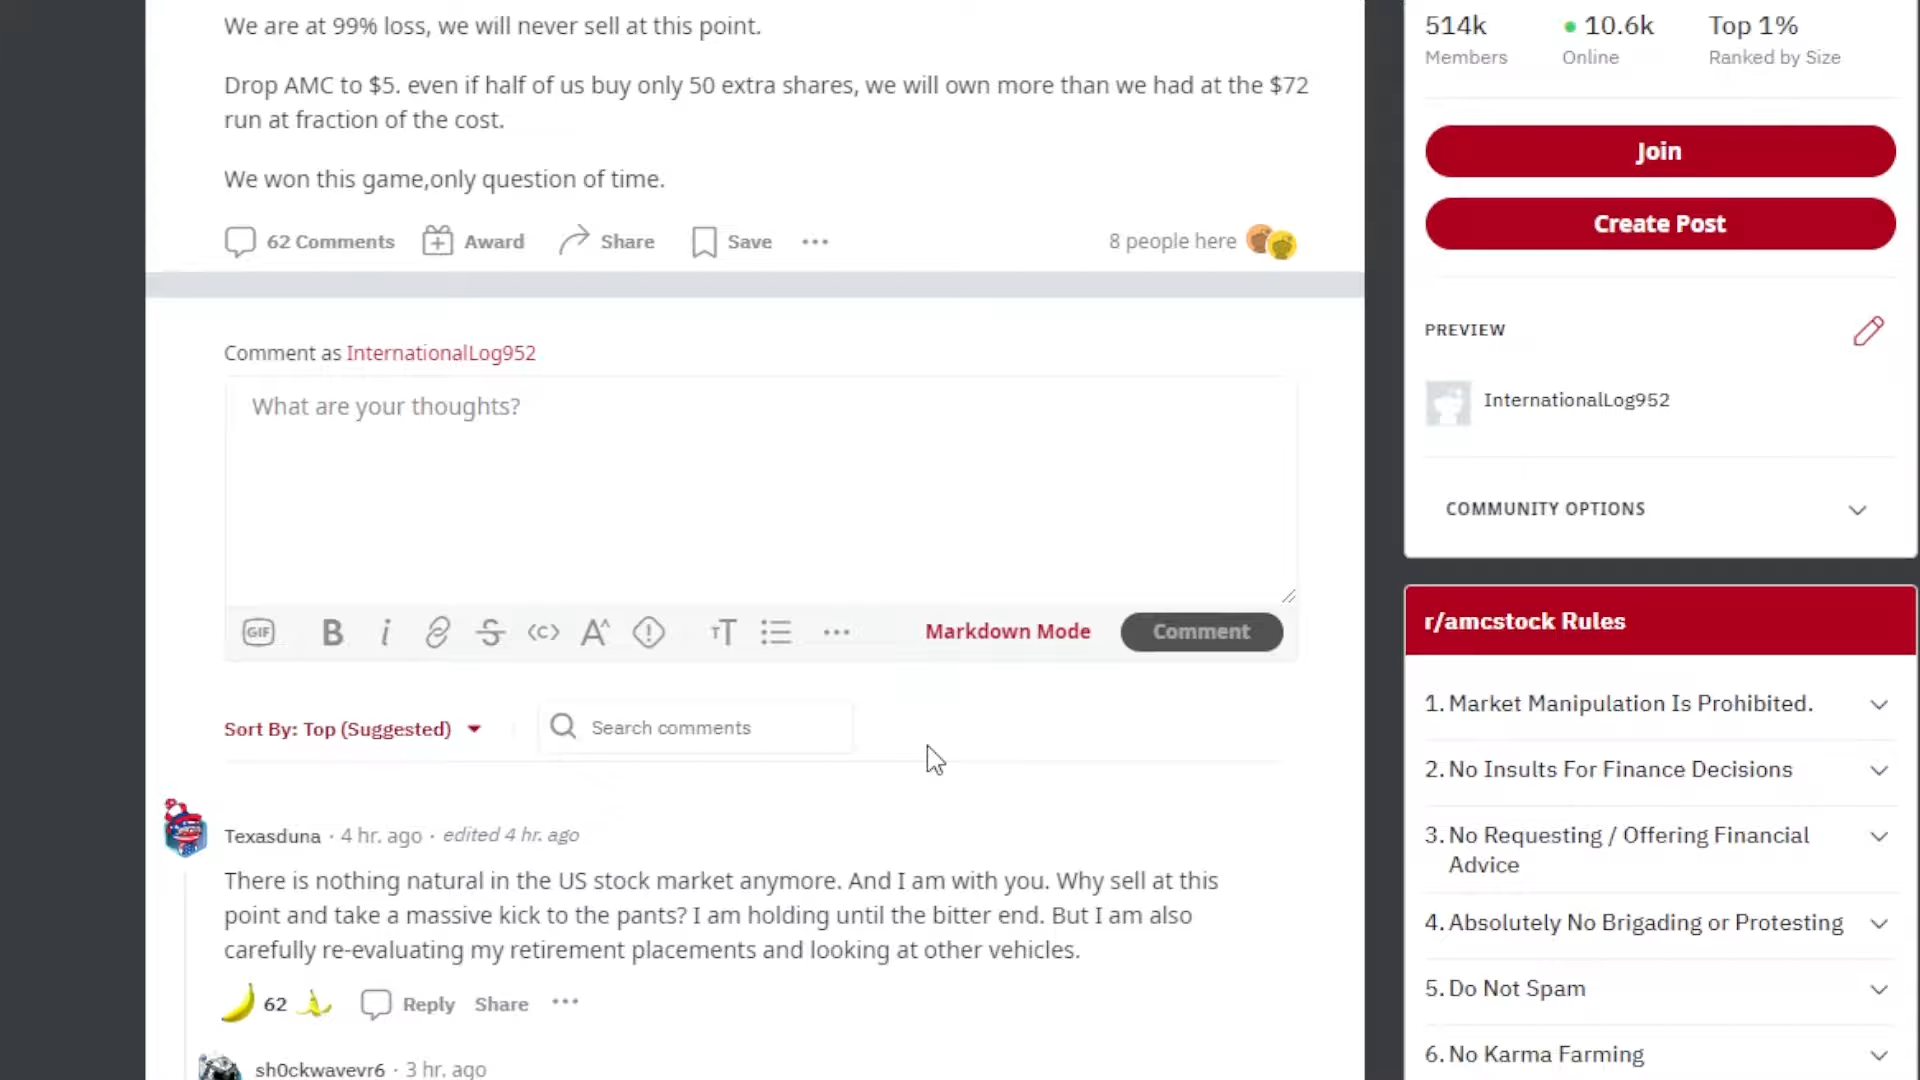 We are at 99% loss, we will never sell at this point.
Drop AMC to $5. even if half of us buy only 50 extra shares, we will own more than we had at the $72
run at fraction of the cost.
We won this game,only question of time.
62 Comments Award Share Save ··· 8 people here
Comment as InternationalLog952
What are your thoughts?
GIF B i S <c> A^ ! TT ··· Markdown Mode Comment
Sort By: Top (Suggested) Search comments
Texasduna · 4 hr. ago · edited 4 hr. ago
There is nothing natural in the US stock market anymore. And I am with you. Why sell at this
point and take a massive kick to the pants? I am holding until the bitter end. But I am also
carefully re-evaluating my retirement placements and looking at other vehicles.
62 Reply Share ···
sh0ckwavevr6 · 3 hr. ago
514k 10.6k Top 1%
Members Online Ranked by Size
Join
Create Post
PREVIEW
InternationalLog952
COMMUNITY OPTIONS
r/amcstock Rules
1. Market Manipulation Is Prohibited.
2. No Insults For Finance Decisions
3. No Requesting / Offering Financial
Advice
4. Absolutely No Brigading or Protesting
5. Do Not Spam
6. No Karma Farming